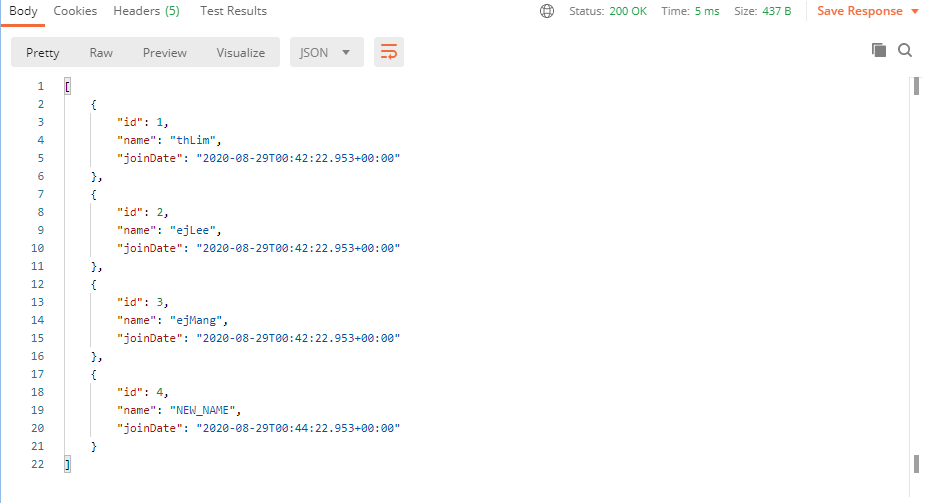 Body Cookies Headers (5) Test Results Status: 200 OK Time: 5 ms Size: 437 B Save Response
Pretty Raw Preview Visualize JSON
1 [
2 {
3 "id": 1,
4 "name": "thLim",
5 "joinDate": "2020-08-29T00:42:22.953+00:00"
6 },
7 {
8 "id": 2,
9 "name": "ejLee",
10 "joinDate": "2020-08-29T00:42:22.953+00:00"
11 },
12 {
13 "id": 3,
14 "name": "ejMang",
15 "joinDate": "2020-08-29T00:42:22.953+00:00"
16 },
17 {
18 "id": 4,
19 "name": "NEW_NAME",
20 "joinDate": "2020-08-29T00:44:22.953+00:00"
21 }
22 ]